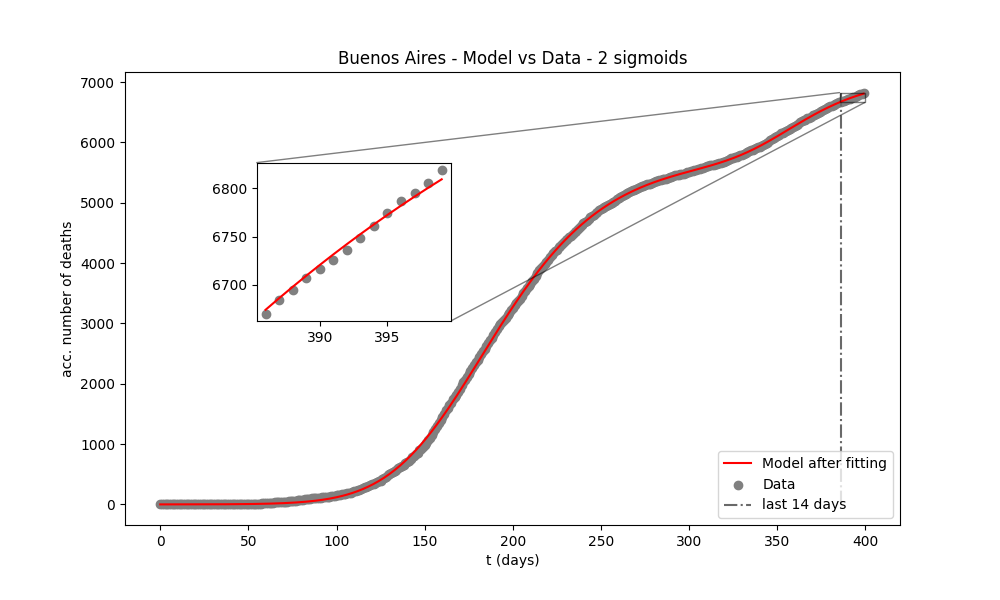 Buenos Aires - Model vs Data - 2 sigmoids
7000
6000
5000
4000
3000
2000
1000
0
acc. number of deaths
6800
6750
6700
390 395
0 50 100 150 200 250 300 350 400
t (days)
Model after fitting
Data
last 14 days